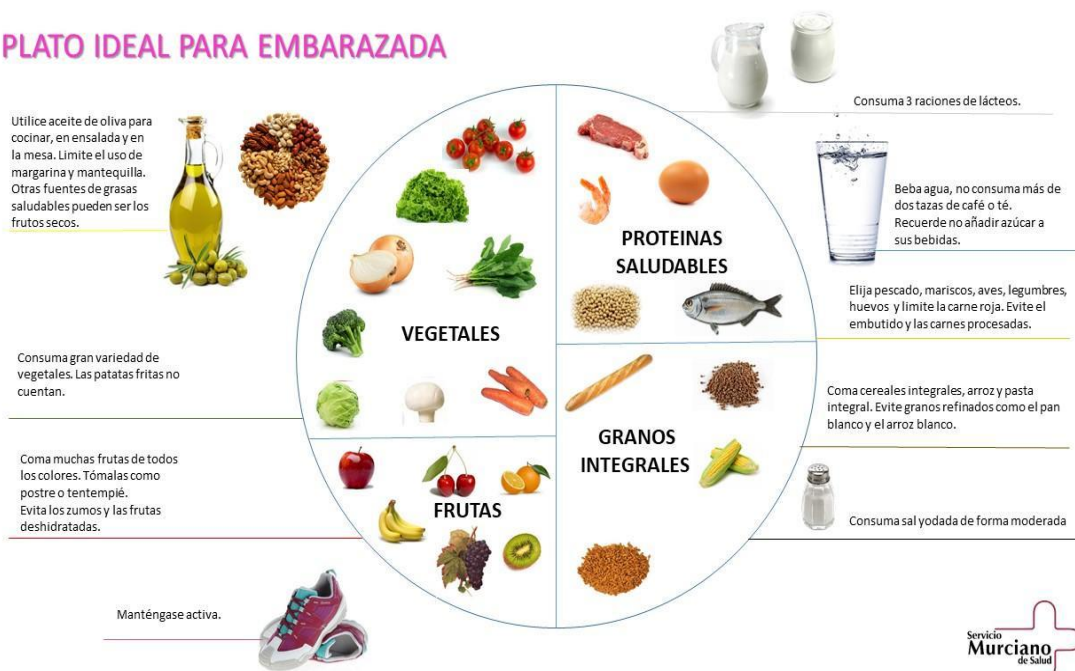 PLATO IDEAL PARA EMBARAZADA
Utilice aceite de oliva para
cocinar, en ensalada y en
la mesa. Limite el uso de
margarina y mantequilla.
Otras fuentes de grasas
saludables pueden ser los
frutos secos.
Consuma 3 raciones de lácteos.
Beba agua, no consuma más de
dos tazas de café o té.
Recuerde no añadir azúcar a
sus bebidas.
PROTEINAS
SALUDABLES
Elija pescado, mariscos, aves, legumbres,
huevos y limite la carne roja. Evite el
embutido y las carnes procesadas.
VEGETALES
Consuma gran variedad de
vegetales. Las patatas fritas no
cuentan.
Coma cereales integrales, arroz y pasta
integral. Evite granos refinados como el pan
blanco y el arroz blanco.
GRANOS
INTEGRALES
Coma muchas frutas de todos
los colores. Tómalas como
postre o tentempié.
Evita los zumos y las frutas
deshidratadas.
FRUTAS
Consuma sal yodada de forma moderada
Manténgase activa.
Servicio
Murciano
de Salud